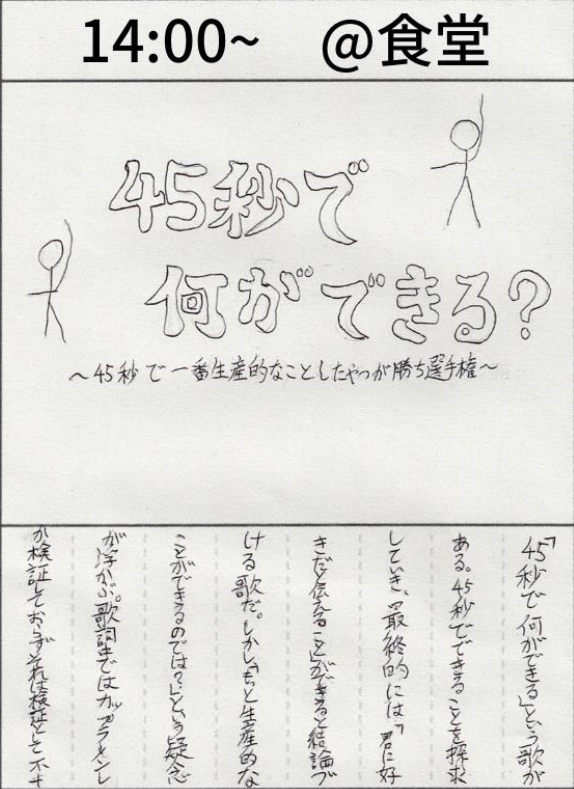 14:00~ @食堂
45秒で
何ができる?
〜45秒で一番生産的なことしたやつが勝ち選手権〜
「45秒で何ができる」という歌が
ある。45秒でできることを探求
していき、最終的には「君に好
きだと伝えること」ができると結論づ
ける歌だ。しかし「もっと生産的な
ことができるのでは?」という疑念
が浮かぶ。歌詞ではカップラーメンし
か検証しておらずそれは検証として不十